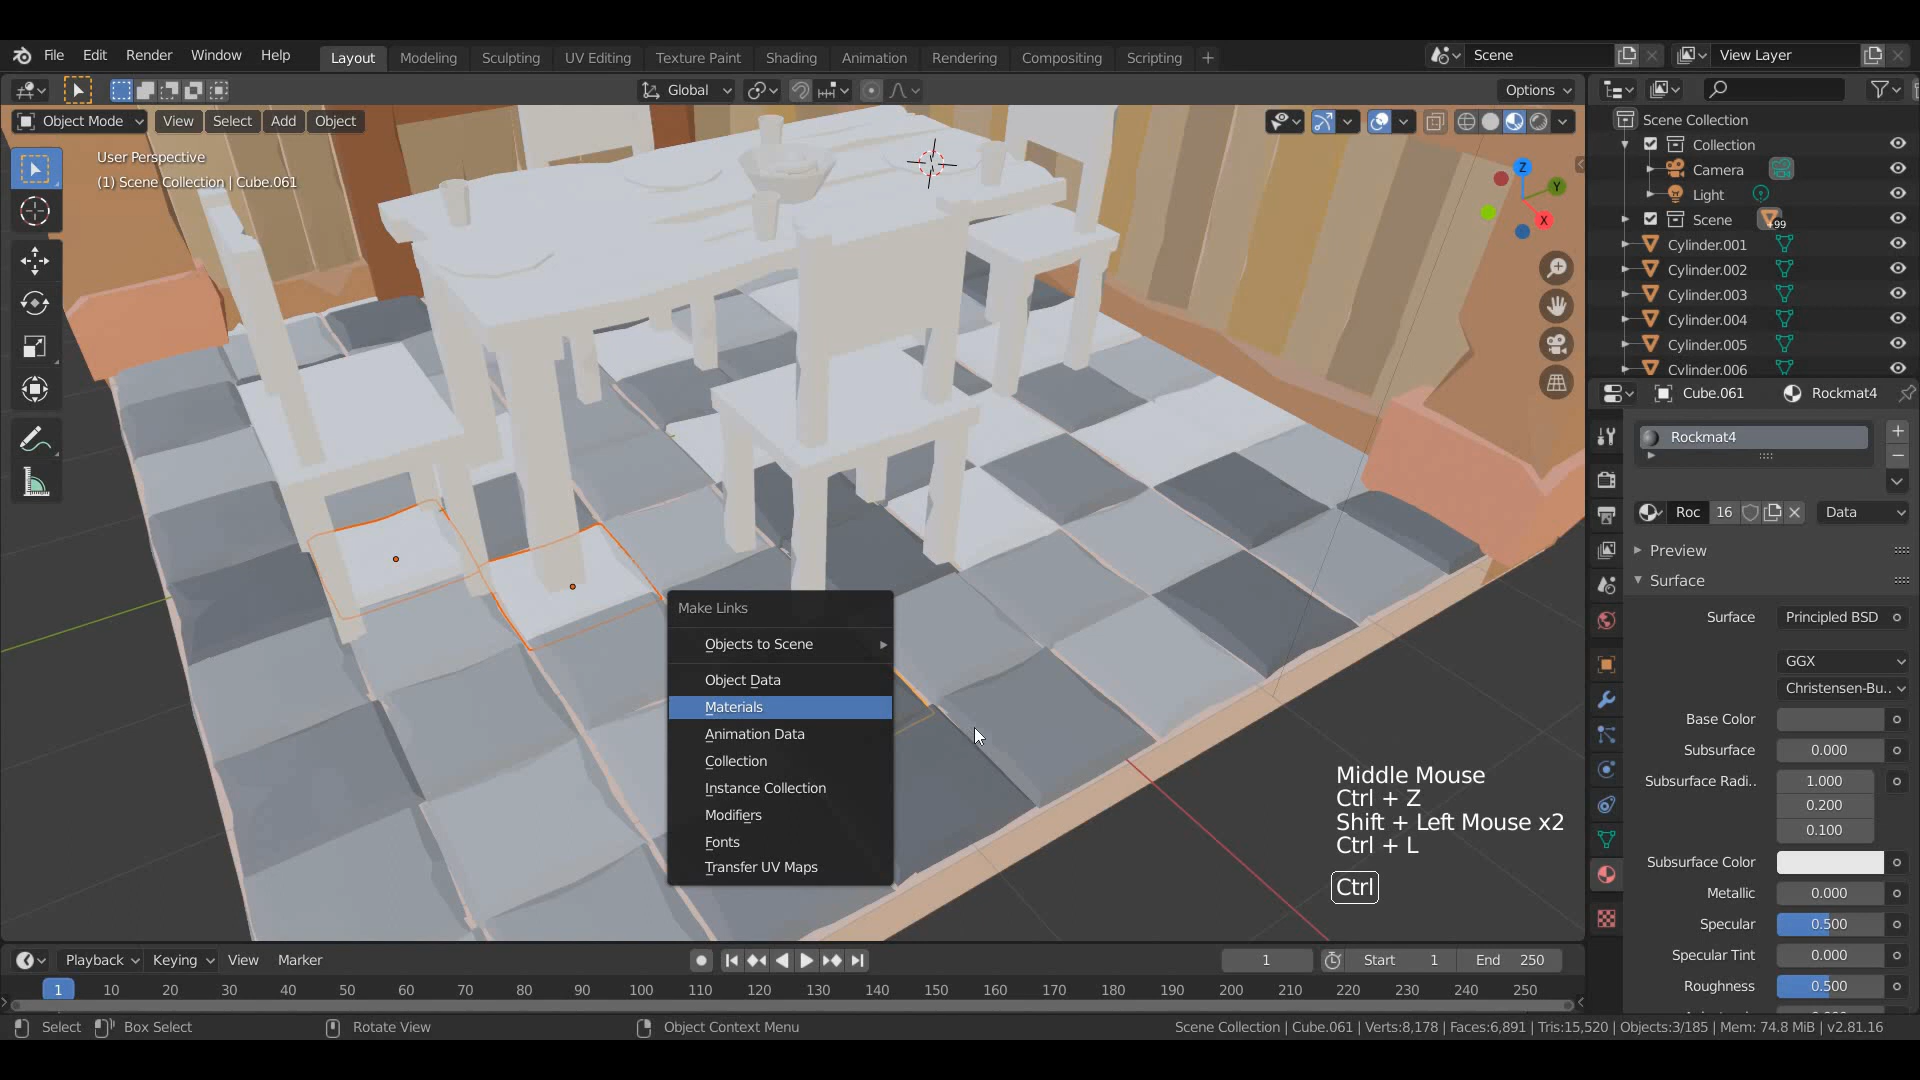 File Edit Render Window Help Layout Modeling Sculpting UV Editing Texture Paint Shading Animation Rendering Compositing Scripting + Scene View Layer
Global Options
Object Mode View Select Add Object
User Perspective
(1) Scene Collection | Cube.061
Z
Y
X
Scene Collection
Collection
Camera
Light
Scene 99
Cylinder.001
Cylinder.002
Cylinder.003
Cylinder.004
Cylinder.005
Cylinder.006
Cube.061 Rockmat4
Rockmat4
Roc 16 Data
Preview
Surface
Surface Principled BSD
GGX
Christensen-Bu..
Base Color
Subsurface 0.000
Subsurface Radi.. 1.000
0.200
0.100
Subsurface Color
Metallic 0.000
Specular 0.500
Specular Tint 0.000
Roughness 0.500
Make Links
Objects to Scene
Object Data
Materials
Animation Data
Collection
Instance Collection
Modifiers
Fonts
Transfer UV Maps
Middle Mouse
Ctrl + Z
Shift + Left Mouse x2
Ctrl + L
Ctrl
Playback Keying View Marker 1 Start 1 End 250
1 10 20 30 40 50 60 70 80 90 100 110 120 130 140 150 160 170 180 190 200 210 220 230 240 250
Select Box Select Rotate View Object Context Menu Scene Collection | Cube.061 | Verts:8,178 | Faces:6,891 | Tris:15,520 | Objects:3/185 | Mem: 74.8 MiB | v2.81.16